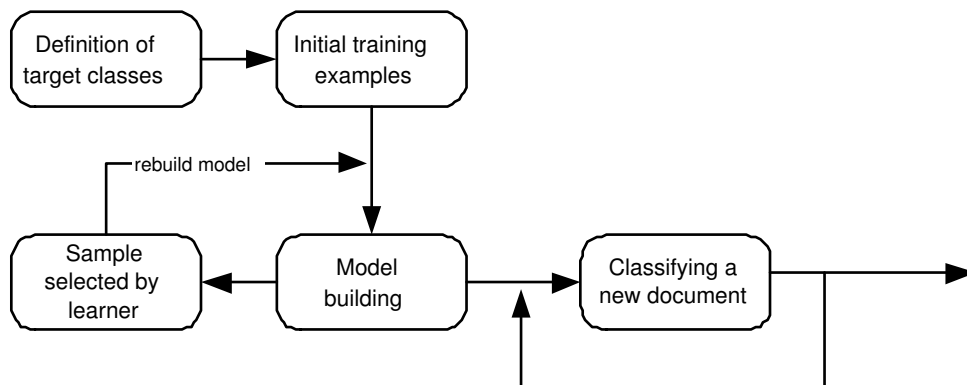 Definition of
target classes
Initial training
examples
rebuild model
Sample
selected by
learner
Model
building
Classifying a
new document